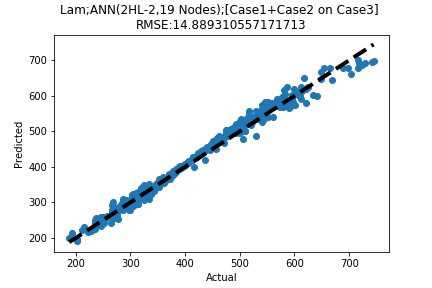 Lam;ANN(2HL-2,19 Nodes);[Case1+Case2 on Case3]
RMSE:14.889310557171713
700
600
500
400
300
200
Predicted
200 300 400 500 600 700
Actual